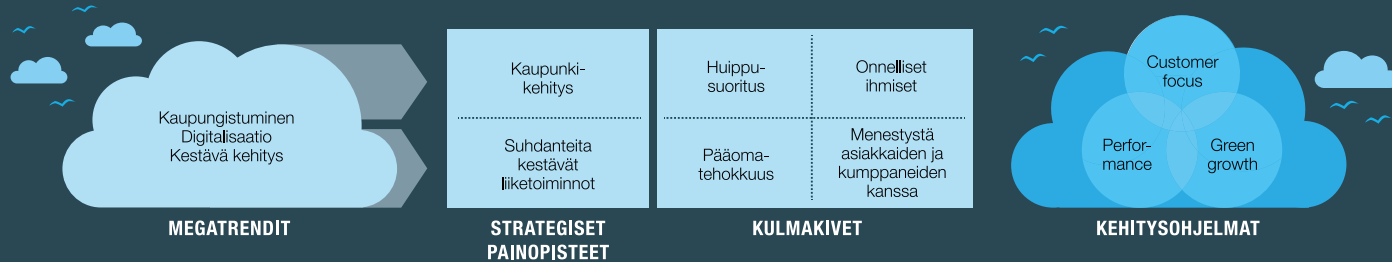 Kaupungistuminen
Digitalisaatio
Kestävä kehitys
MEGATRENDIT
Kaupunki-
kehitys
Suhdanteita
kestävät
liiketoiminnot
STRATEGISET
PAINOPISTEET
Huippu-
suoritus
Onnelliset
ihmiset
Pääoma-
tehokkuus
Menestystä
asiakkaiden ja
kumppaneiden
kanssa
KULMAKIVET
Customer
focus
Perfor-
mance
Green
growth
KEHITYSOHJELMAT